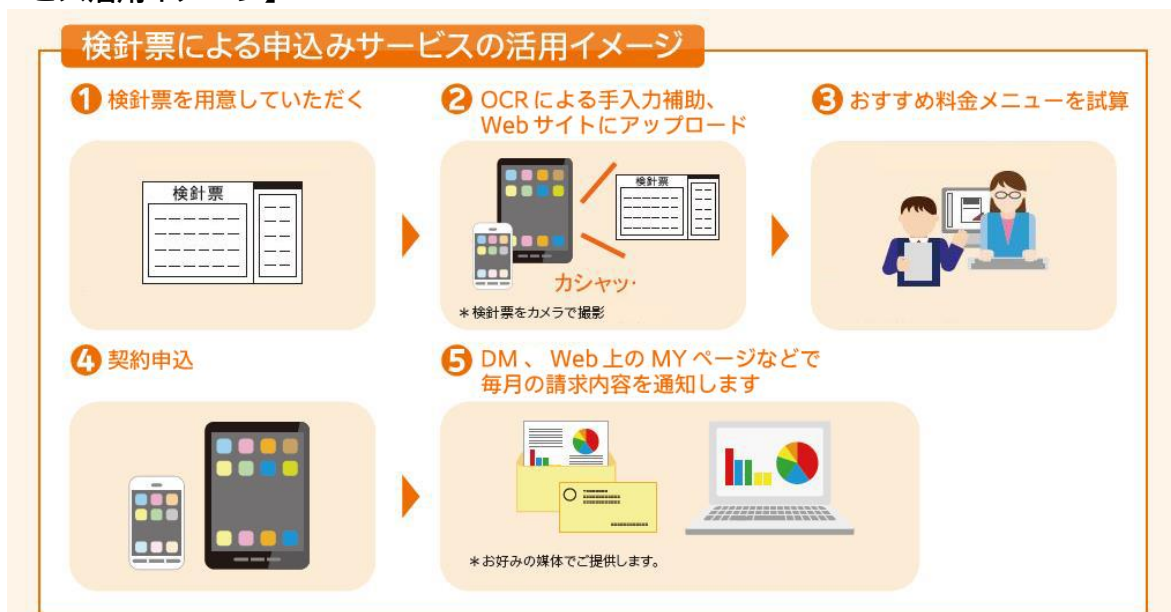 検針票による申込みサービスの活用イメージ
1 検針票を用意していただく
2 OCRによる手入力補助、
Webサイトにアップロード
3 おすすめ料金メニューを試算
検針票
検針票
カシャッ・
*検針票をカメラで撮影
4 契約申込
5 DM 、 Web上のMYページなどで
毎月の請求内容を通知します
*お好みの媒体でご提供します。